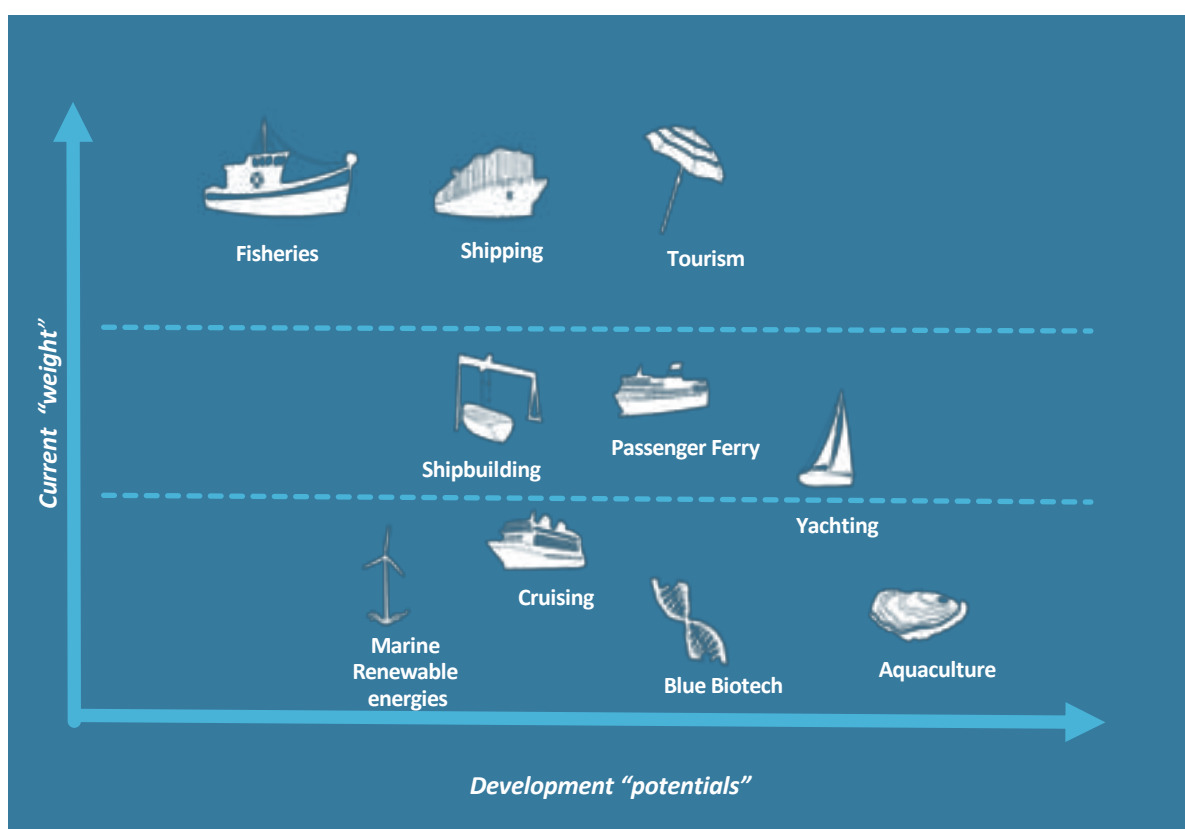 Fisheries
Shipping
Tourism
Current "weight"
Shipbuilding
Passenger Ferry
Yachting
Cruising
Marine
Renewable
energies
Blue Biotech
Aquaculture
Development “potentials”